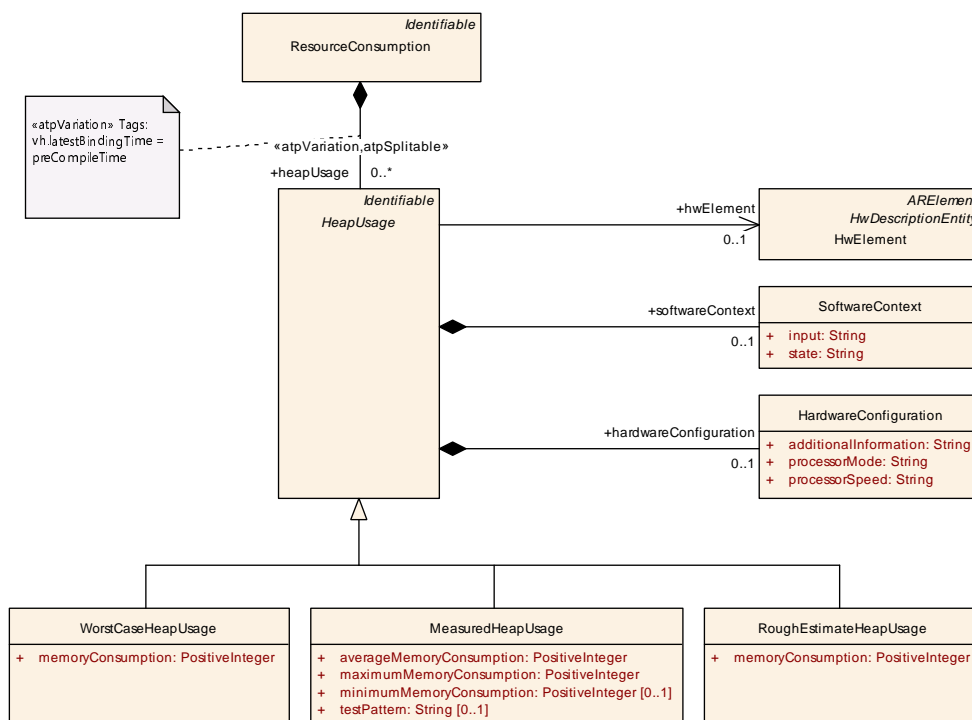 Identifiable
ResourceConsumption
«atpVariation» Tags:
vh.latestBindingTime =
preCompileTime
«atpVariation,atpSplitable»
+heapUsage 0..*
Identifiable
HeapUsage
+hwElement
0..1
ARElemen
HwDescriptionEntity
HwElement
+softwareContext
0..1
SoftwareContext
+ input: String
+ state: String
+hardwareConfiguration
0..1
HardwareConfiguration
+ additionalInformation: String
+ processorMode: String
+ processorSpeed: String
WorstCaseHeapUsage
+ memoryConsumption: PositiveInteger
MeasuredHeapUsage
+ averageMemoryConsumption: PositiveInteger
+ maximumMemoryConsumption: PositiveInteger
+ minimumMemoryConsumption: PositiveInteger [0..1]
+ testPattern: String [0..1]
RoughEstimateHeapUsage
+ memoryConsumption: PositiveInteger